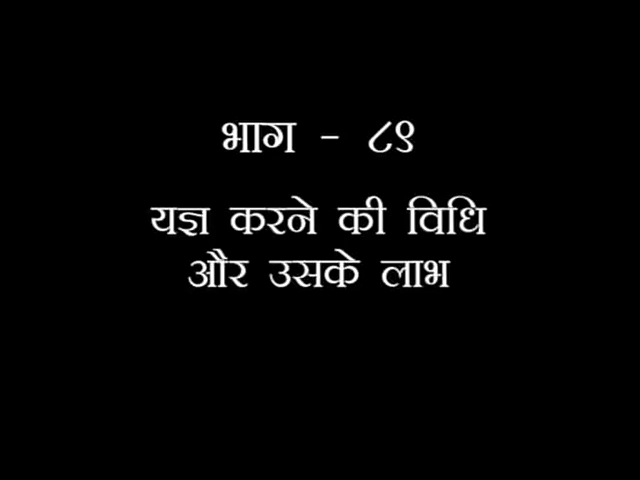 भाग - ८९
यज्ञ करने की विधि
और उसके लाभ